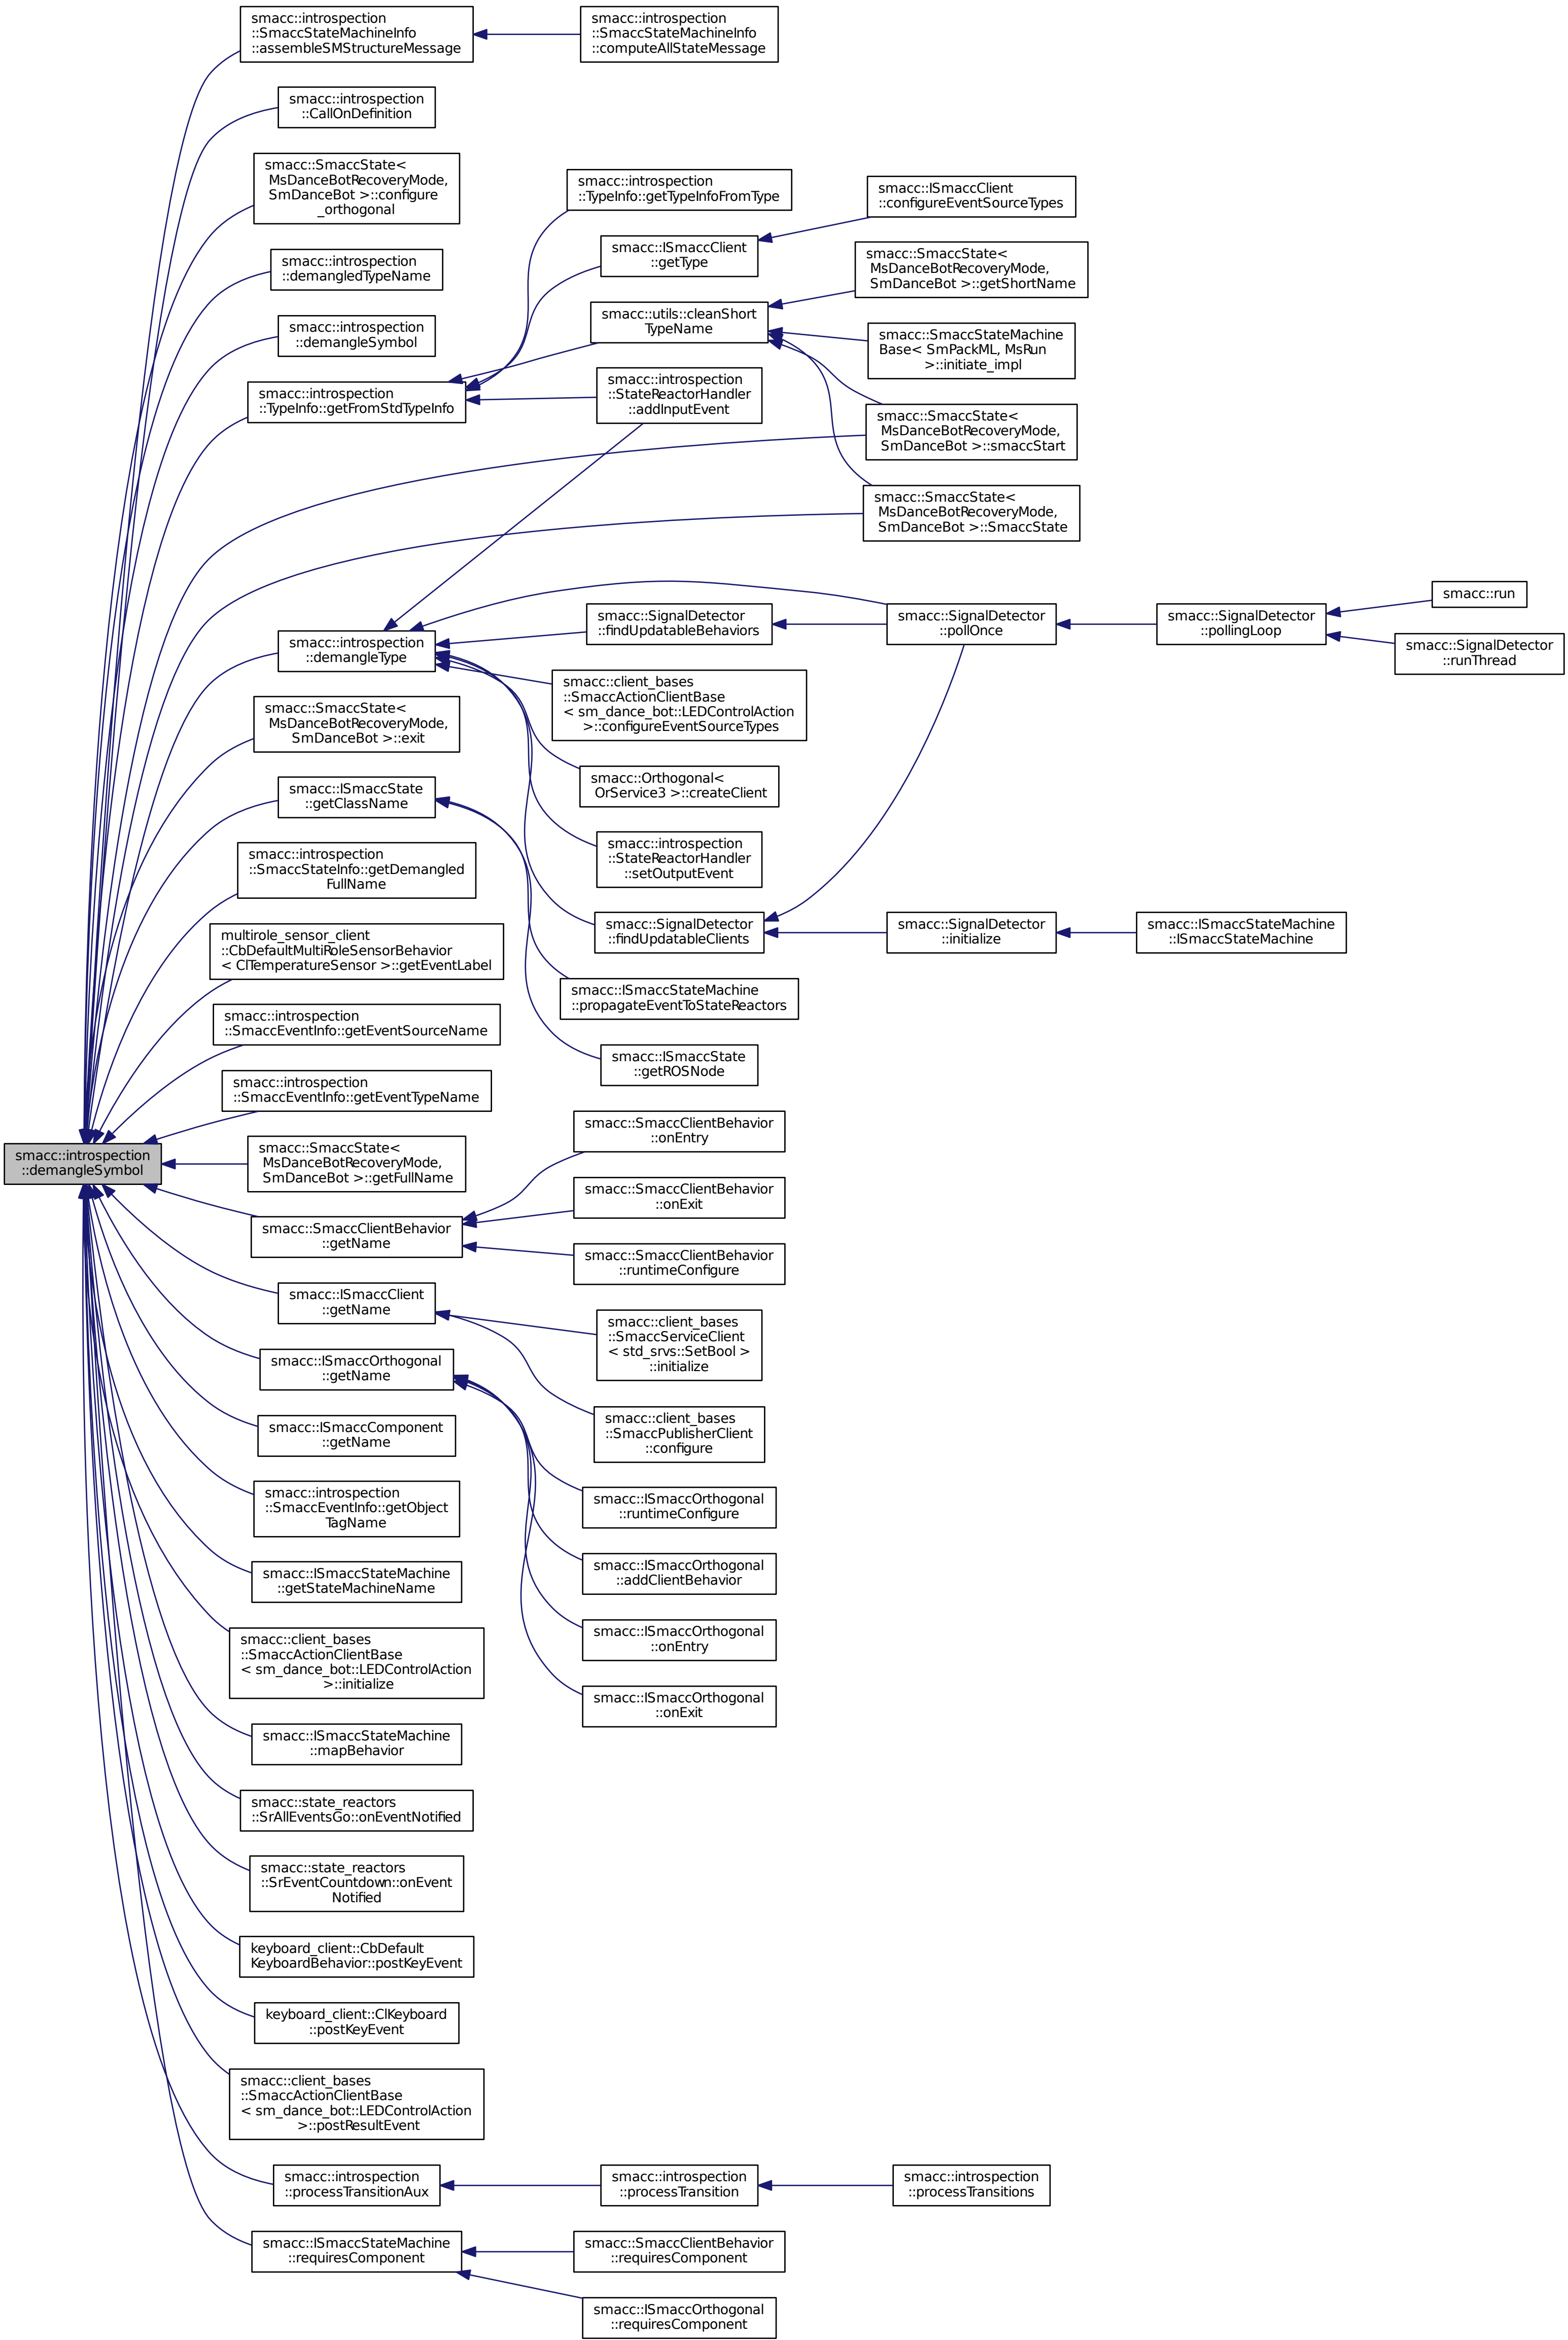 smacc::introspection
::SmaccStateMachineInfo
::assembleSMStructureMessage
smacc::introspection
::SmaccStateMachineInfo
::computeAllStateMessage
smacc::introspection
::CallOnDefinition
smacc::SmaccState<
MsDanceBotRecoveryMode,
SmDanceBot >::configure
_orthogonal
smacc::introspection
::TypeInfo::getTypeInfoFromType
smacc::ISmaccClient
::configureEventSourceTypes
smacc::introspection
::demangledTypeName
smacc::ISmaccClient
::getType
smacc::SmaccState<
MsDanceBotRecoveryMode,
SmDanceBot >::getShortName
smacc::introspection
::demangleSymbol
smacc::utils::cleanShort
TypeName
smacc::SmaccStateMachine
Base< SmPackML, MsRun
>::initiate_impl
smacc::introspection
::TypeInfo::getFromStdTypeInfo
smacc::introspection
::StateReactorHandler
::addInputEvent
smacc::SmaccState<
MsDanceBotRecoveryMode,
SmDanceBot >::smaccStart
smacc::SmaccState<
MsDanceBotRecoveryMode,
SmDanceBot >::SmaccState
smacc::introspection
::demangleType
smacc::SignalDetector
::findUpdatableBehaviors
smacc::SignalDetector
::pollOnce
smacc::SignalDetector
::pollingLoop
smacc::run
smacc::SignalDetector
::runThread
smacc::client_bases
::SmaccActionClientBase
< sm_dance_bot::LEDControlAction
>::configureEventSourceTypes
smacc::SmaccState<
MsDanceBotRecoveryMode,
SmDanceBot >::exit
smacc::Orthogonal<
OrService3 >::createClient
smacc::ISmaccState
::getClassName
smacc::introspection
::StateReactorHandler
::setOutputEvent
smacc::introspection
::SmaccStateInfo::getDemangled
FullName
smacc::SignalDetector
::findUpdatableClients
smacc::SignalDetector
::initialize
smacc::ISmaccStateMachine
::ISmaccStateMachine
multirole_sensor_client
::CbDefaultMultiRoleSensorBehavior
< ClTemperatureSensor >::getEventLabel
smacc::ISmaccStateMachine
::propagateEventToStateReactors
smacc::introspection
::SmaccEventInfo::getEventSourceName
smacc::ISmaccState
::getROSNode
smacc::introspection
::SmaccEventInfo::getEventTypeName
smacc::introspection
::demangleSymbol
smacc::SmaccState<
MsDanceBotRecoveryMode,
SmDanceBot >::getFullName
smacc::SmaccClientBehavior
::onEntry
smacc::SmaccClientBehavior
::onExit
smacc::SmaccClientBehavior
::getName
smacc::SmaccClientBehavior
::runtimeConfigure
smacc::ISmaccClient
::getName
smacc::client_bases
::SmaccServiceClient
< std_srvs::SetBool >
::initialize
smacc::ISmaccOrthogonal
::getName
smacc::client_bases
::SmaccPublisherClient
::configure
smacc::ISmaccComponent
::getName
smacc::introspection
::SmaccEventInfo::getObject
TagName
smacc::ISmaccOrthogonal
::runtimeConfigure
smacc::ISmaccStateMachine
::getStateMachineName
smacc::ISmaccOrthogonal
::addClientBehavior
smacc::client_bases
::SmaccActionClientBase
< sm_dance_bot::LEDControlAction
>::initialize
smacc::ISmaccOrthogonal
::onEntry
smacc::ISmaccOrthogonal
::onExit
smacc::ISmaccStateMachine
::mapBehavior
smacc::state_reactors
::SrAllEventsGo::onEventNotified
smacc::state_reactors
::SrEventCountdown::onEvent
Notified
keyboard_client::CbDefault
KeyboardBehavior::postKeyEvent
keyboard_client::ClKeyboard
::postKeyEvent
smacc::client_bases
::SmaccActionClientBase
< sm_dance_bot::LEDControlAction
>::postResultEvent
smacc::introspection
::processTransitionAux
smacc::introspection
::processTransition
smacc::introspection
::processTransitions
smacc::ISmaccStateMachine
::requiresComponent
smacc::SmaccClientBehavior
::requiresComponent
smacc::ISmaccOrthogonal
::requiresComponent